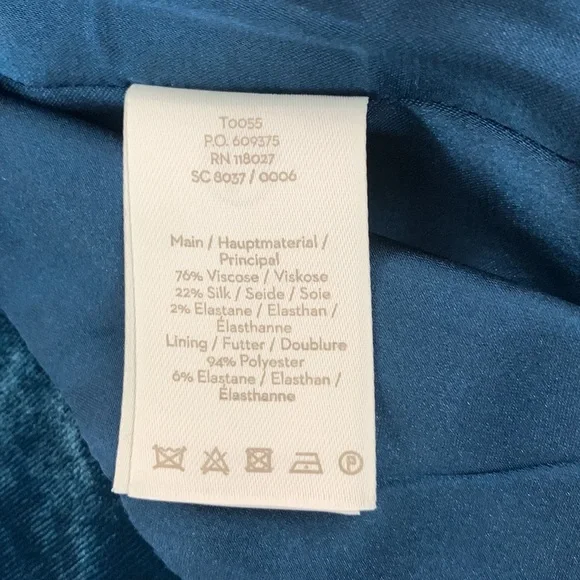 T0055
P.O. 609375
RN 118027
SC 8037 / 0006
Main / Hauptmaterial /
Principal
76% Viscose / Viskose
22% Silk / Seide / Soie
2% Elastane / Elasthan /
Élasthanne
Lining / Futter / Doublure
94% Polyester
6% Elastane / Elasthan /
Élasthanne
P